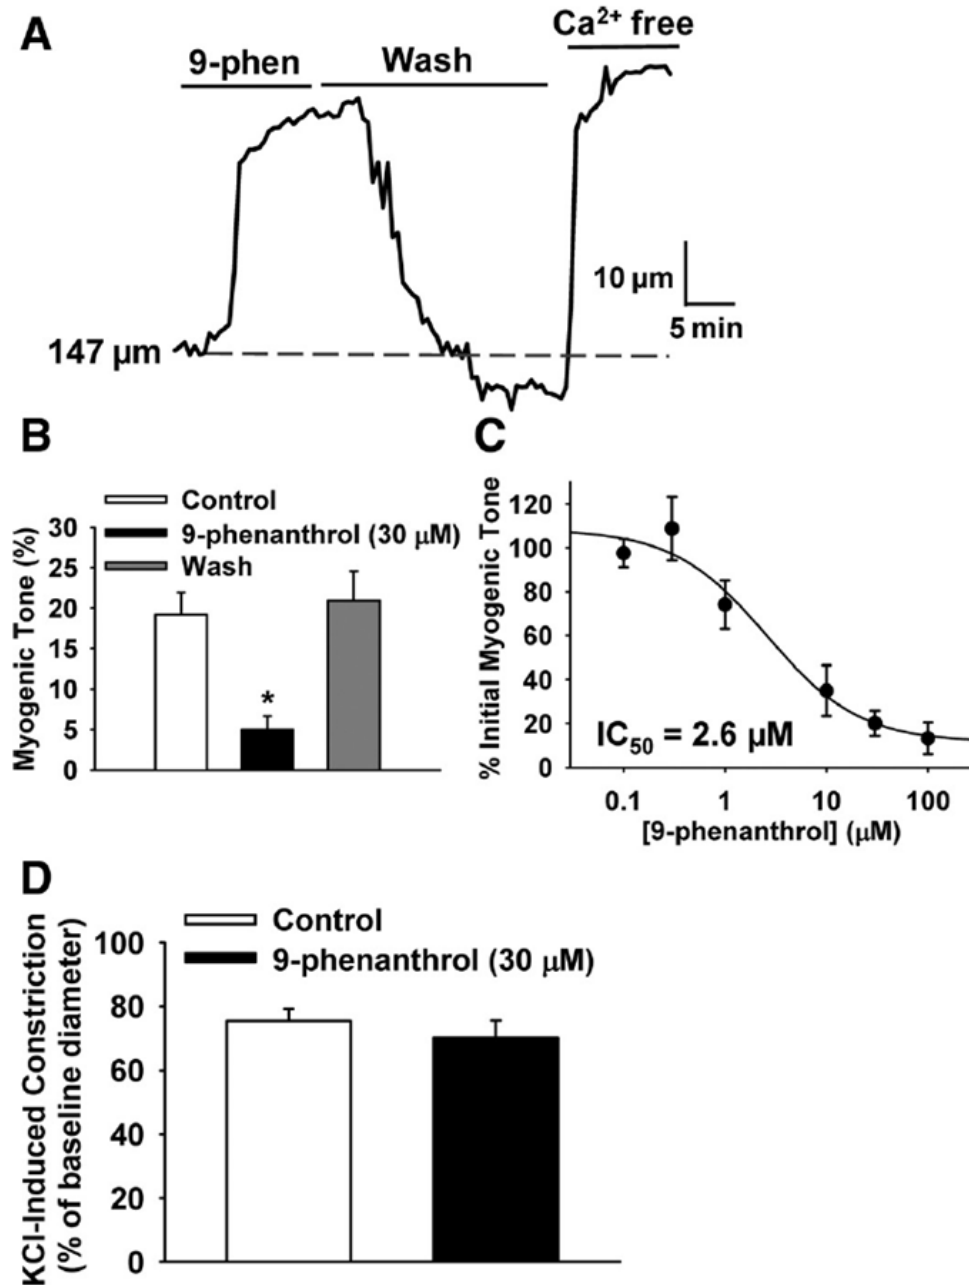 A
9-phen
Wash
Ca²⁺ free
10 µm
5 min
147 µm
B
Control
9-phenanthrol (30 µM)
Wash
Myogenic Tone (%)
30
25
20
15
10
5
0
*
C
% Initial Myogenic Tone
120
100
80
60
40
20
0
IC₅₀ = 2.6 µM
0.1 1 10 100
[9-phenanthrol] (µM)
D
Control
9-phenanthrol (30 µM)
KCl-Induced Constriction
(% of baseline diameter)
100
80
60
40
20
0